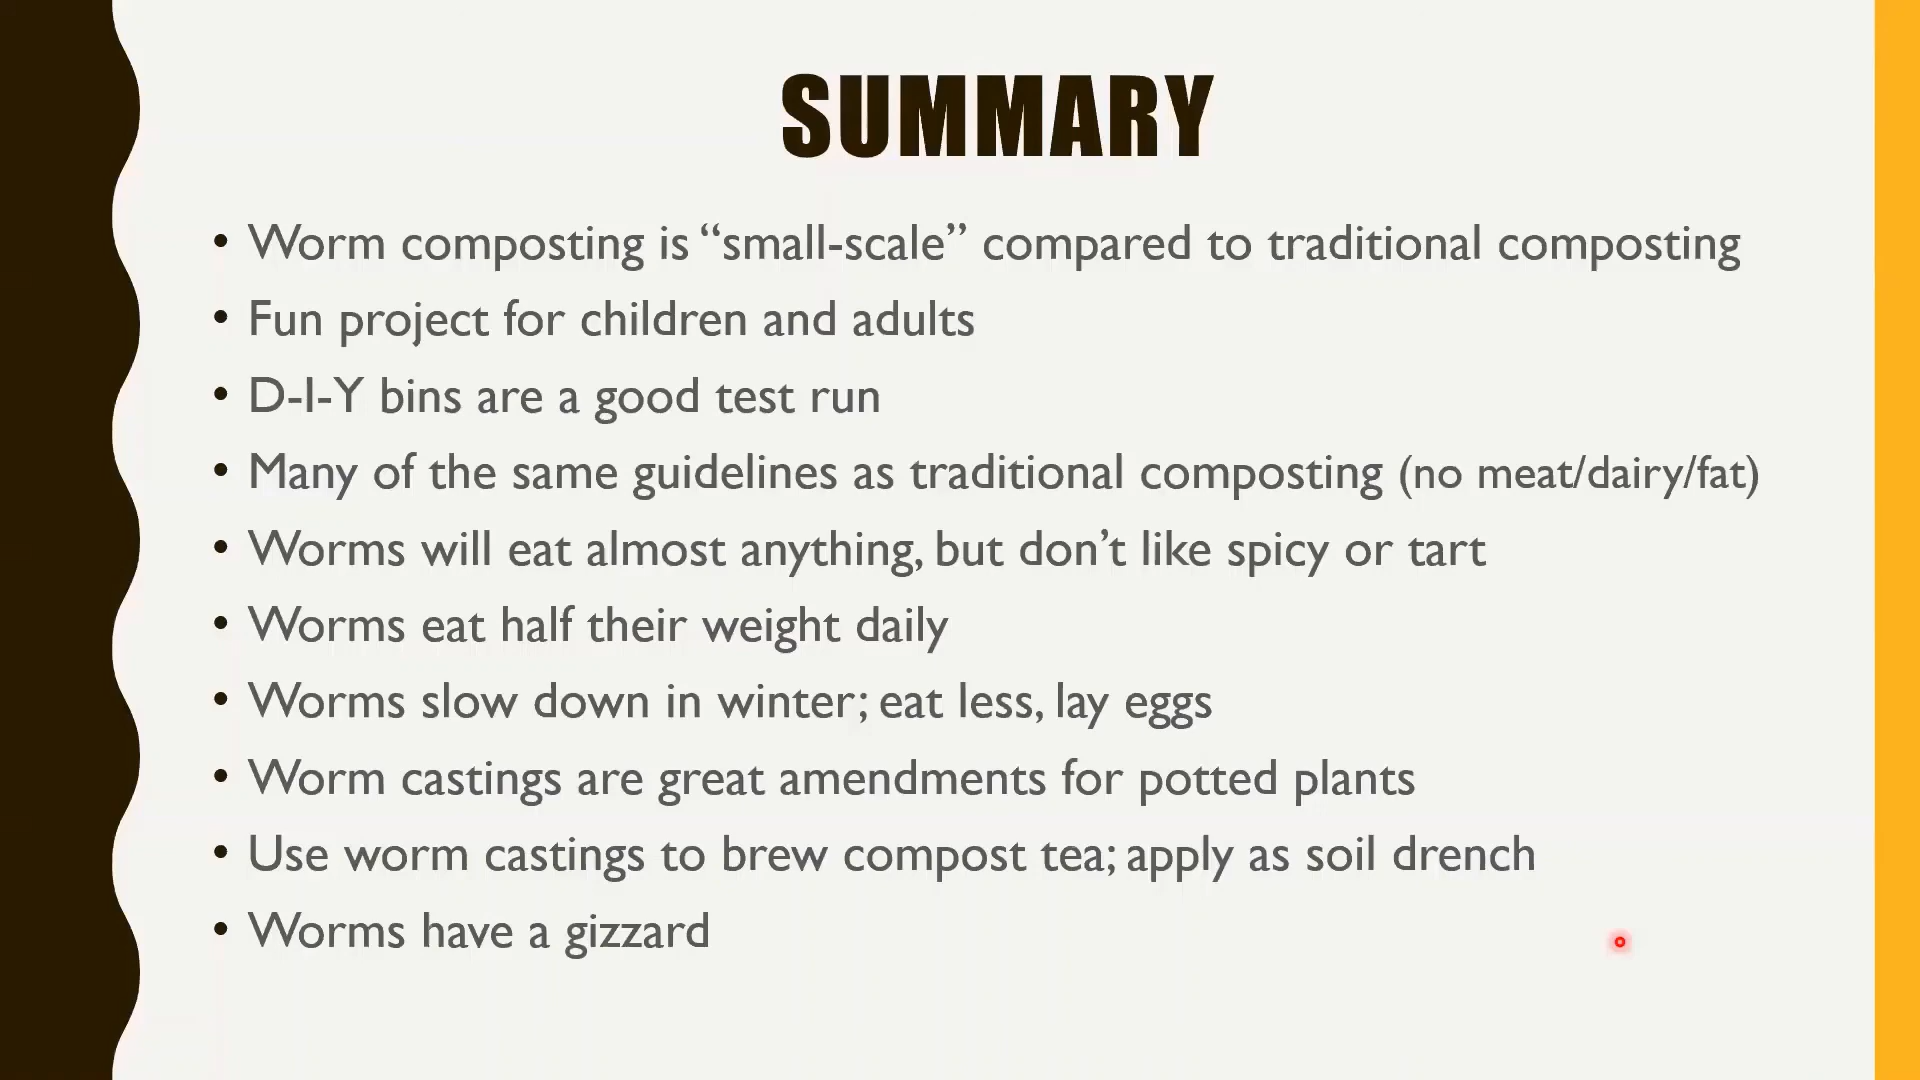 SUMMARY
• Worm composting is “small-scale” compared to traditional composting
• Fun project for children and adults
• D-I-Y bins are a good test run
• Many of the same guidelines as traditional composting (no meat/dairy/fat)
• Worms will eat almost anything, but don’t like spicy or tart
• Worms eat half their weight daily
• Worms slow down in winter; eat less, lay eggs
• Worm castings are great amendments for potted plants
• Use worm castings to brew compost tea; apply as soil drench
• Worms have a gizzard